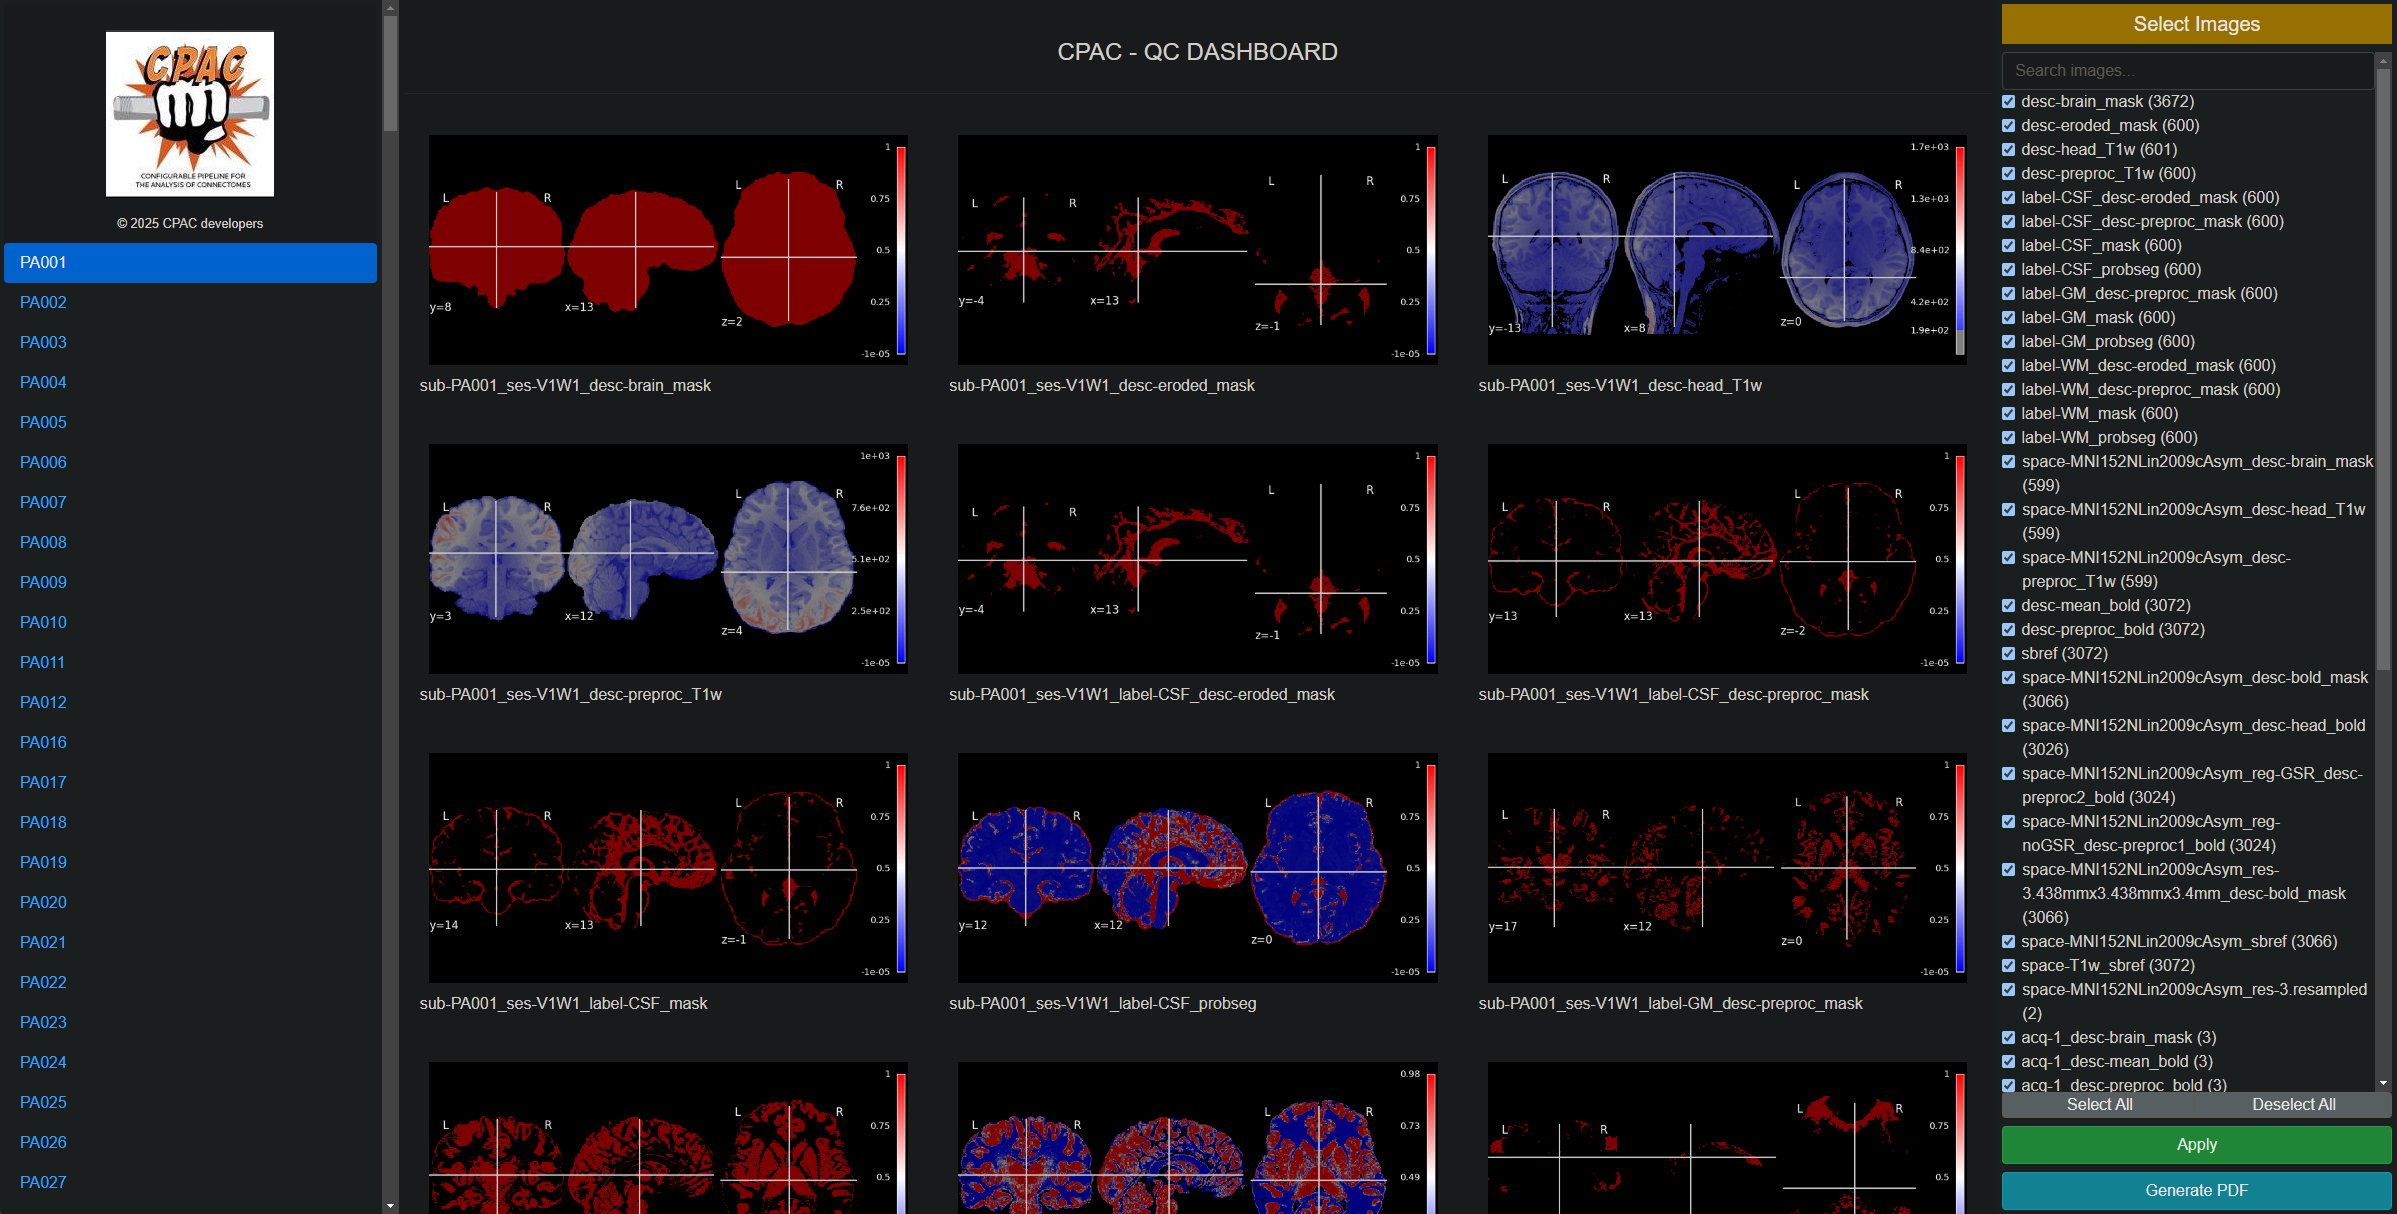 CPAC
CONFIGURABLE PIPELINE FOR
THE ANALYSIS OF CONNECTOMES
© 2025 CPAC developers
PA001
PA002
PA003
PA004
PA005
PA006
PA007
PA008
PA009
PA010
PA011
PA012
PA016
PA017
PA018
PA019
PA020
PA021
PA022
PA023
PA024
PA025
PA026
PA027
CPAC - QC DASHBOARD
L R L R
y=8 x=13 z=2
1
0.75
0.5
0.25
-1e-05
sub-PA001_ses-V1W1_desc-brain_mask
L R L R
y=-4 x=13 z=-1
1
0.75
0.5
0.25
-1e-05
sub-PA001_ses-V1W1_desc-eroded_mask
L R L R
y=-13 x=8 z=0
1.7e+03
1.3e+03
8.4e+02
4.2e+02
1.9e+02
sub-PA001_ses-V1W1_desc-head_T1w
L R L R
y=3 x=12 z=4
1e+03
7.6e+02
5.1e+02
2.5e+02
-1e-05
sub-PA001_ses-V1W1_desc-preproc_T1w
L R L R
y=-4 x=13 z=-1
1
0.75
0.5
0.25
-1e-05
sub-PA001_ses-V1W1_label-CSF_desc-eroded_mask
L R L R
y=13 x=13 z=-2
1
0.75
0.5
0.25
-1e-05
sub-PA001_ses-V1W1_label-CSF_desc-preproc_mask
L R L R
y=14 x=13 z=-1
1
0.75
0.5
0.25
-1e-05
sub-PA001_ses-V1W1_label-CSF_mask
L R L R
y=12 x=12 z=0
1
0.75
0.5
0.25
-1e-05
sub-PA001_ses-V1W1_label-CSF_probseg
L R L R
y=17 x=12 z=0
1
0.75
0.5
0.25
-1e-05
sub-PA001_ses-V1W1_label-GM_desc-preproc_mask
L R L R
1
0.75
0.5
L R L R
0.98
0.73
0.49
L R L R
1
0.75
0.5
Select Images
Search images...
desc-brain_mask (3672)
desc-eroded_mask (600)
desc-head_T1w (601)
desc-preproc_T1w (600)
label-CSF_desc-eroded_mask (600)
label-CSF_desc-preproc_mask (600)
label-CSF_mask (600)
label-CSF_probseg (600)
label-GM_desc-preproc_mask (600)
label-GM_mask (600)
label-GM_probseg (600)
label-WM_desc-eroded_mask (600)
label-WM_desc-preproc_mask (600)
label-WM_mask (600)
label-WM_probseg (600)
space-MNI152NLin2009cAsym_desc-brain_mask
(599)
space-MNI152NLin2009cAsym_desc-head_T1w
(599)
space-MNI152NLin2009cAsym_desc-
preproc_T1w (599)
desc-mean_bold (3072)
desc-preproc_bold (3072)
sbref (3072)
space-MNI152NLin2009cAsym_desc-bold_mask
(3066)
space-MNI152NLin2009cAsym_desc-head_bold
(3026)
space-MNI152NLin2009cAsym_reg-GSR_desc-
preproc2_bold (3024)
space-MNI152NLin2009cAsym_reg-
noGSR_desc-preproc1_bold (3024)
space-MNI152NLin2009cAsym_res-
3.438mmx3.438mmx3.4mm_desc-bold_mask
(3066)
space-MNI152NLin2009cAsym_sbref (3066)
space-T1w_sbref (3072)
space-MNI152NLin2009cAsym_res-3.resampled
(2)
acq-1_desc-brain_mask (3)
acq-1_desc-mean_bold (3)
acq-1_desc-preproc_bold (3)
Select All Deselect All
Apply
Generate PDF